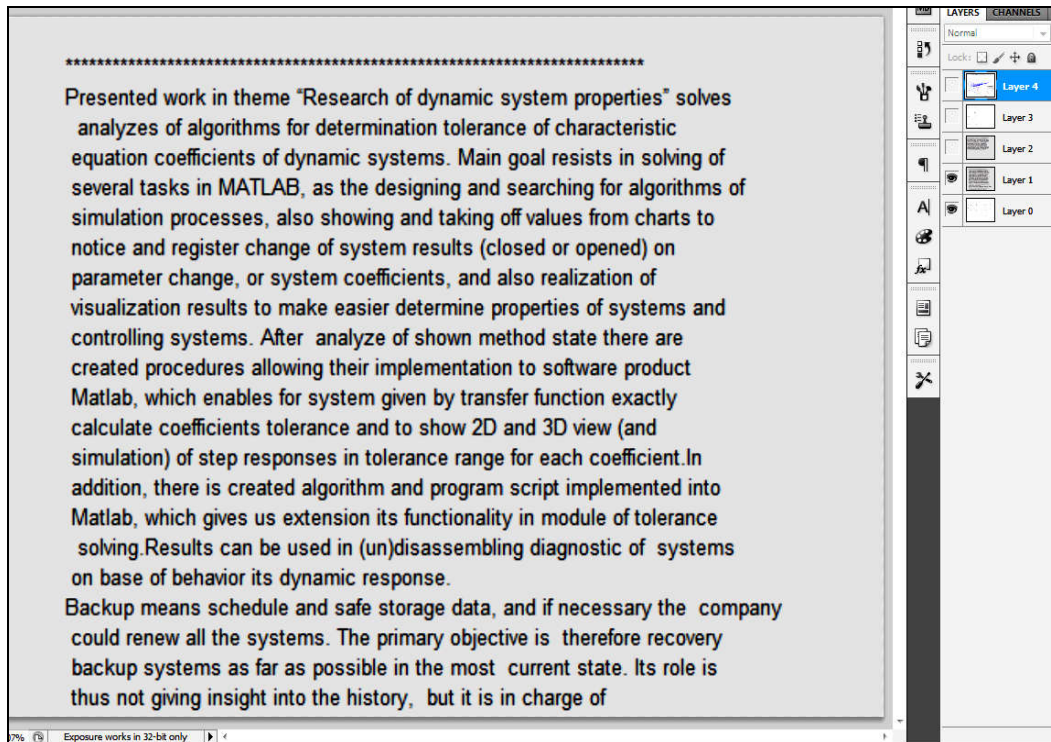 LAYERS CHANNELS
Normal
Lock:
Layer 4
Layer 3
Layer 2
Layer 1
Layer 0
******************************************************************************
Presented work in theme “Research of dynamic system properties” solves
analyzes of algorithms for determination tolerance of characteristic
equation coefficients of dynamic systems. Main goal resists in solving of
several tasks in MATLAB, as the designing and searching for algorithms of
simulation processes, also showing and taking off values from charts to
notice and register change of system results (closed or opened) on
parameter change, or system coefficients, and also realization of
visualization results to make easier determine properties of systems and
controlling systems. After analyze of shown method state there are
created procedures allowing their implementation to software product
Matlab, which enables for system given by transfer function exactly
calculate coefficients tolerance and to show 2D and 3D view (and
simulation) of step responses in tolerance range for each coefficient.In
addition, there is created algorithm and program script implemented into
Matlab, which gives us extension its functionality in module of tolerance
solving.Results can be used in (un)disassembling diagnostic of systems
on base of behavior its dynamic response.
Backup means schedule and safe storage data, and if necessary the company
could renew all the systems. The primary objective is therefore recovery
backup systems as far as possible in the most current state. Its role is
thus not giving insight into the history, but it is in charge of
Exposure works in 32-bit only